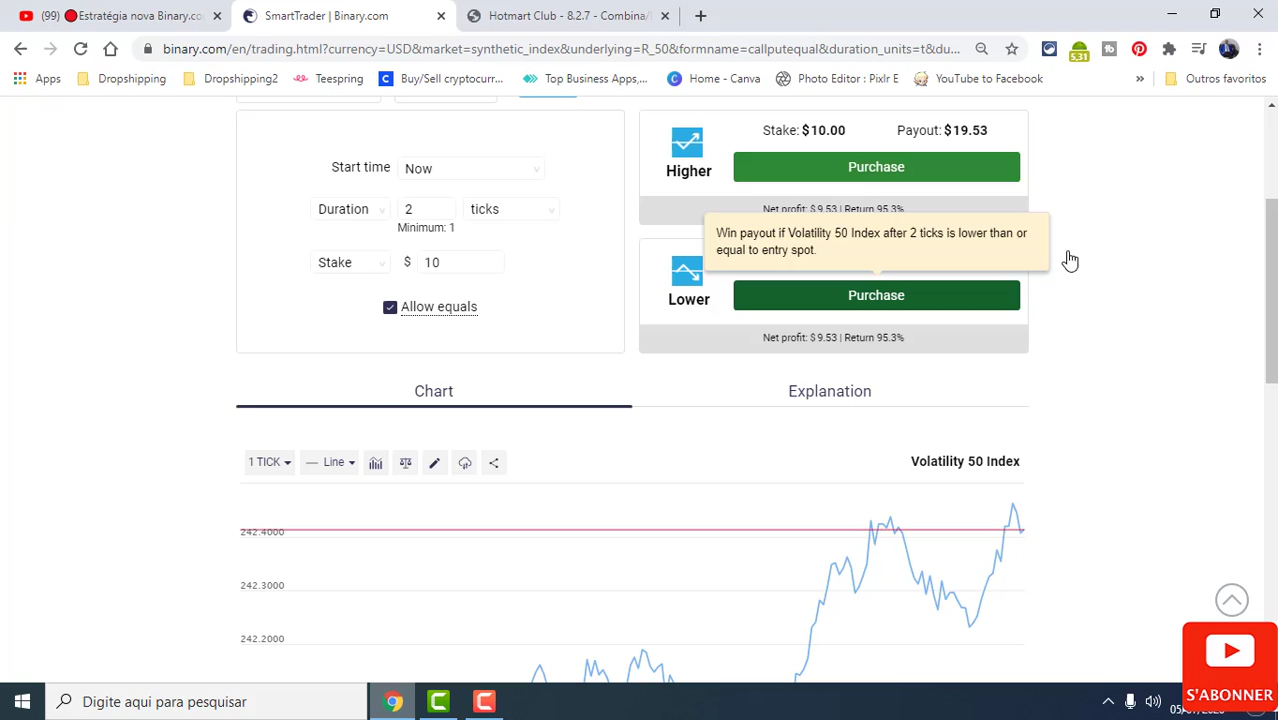 (99) 🔴Estratégia nova Binary.com
SmartTrader | Binary.com
Hotmart Club - 8.2.7 - Combina/
binary.com/en/trading.html?currency=USD&market=synthetic_index&underlying=R_50&formname=callputequal&duration_units=t&du...
5,31
Apps
Dropshipping
Dropshipping2
Teespring
Buy/Sell cryptocurr...
Top Business Apps,...
Home - Canva
Photo Editor : Pixlr E
YouTube to Facebook
»
Outros favoritos
Start time
Now
Duration
2
ticks
Minimum: 1
Stake
$
10
Allow equals
Higher
Stake: $10.00
Payout: $19.53
Purchase
Net profit: $ 9.53 | Return 95.3%
Win payout if Volatility 50 Index after 2 ticks is lower than or
equal to entry spot.
Lower
Purchase
Net profit: $ 9.53 | Return 95.3%
Chart
Explanation
1 TICK
Line
Volatility 50 Index
242.4000
242.3000
242.2000
S'ABONNER
Digite aqui para pesquisar